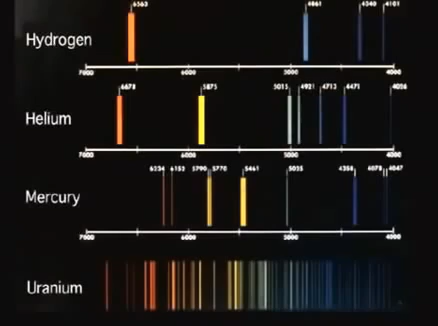 6563 4861 4340 4101
Hydrogen
7000 6000 5000 4000
6678 5875 5015 4921 4713 4471 4026
Helium
7000 6000 5000 4000
6234 6152 5790 5770 5461 4358 4078 4047
Mercury
7000 6000 5000 4000
Uranium